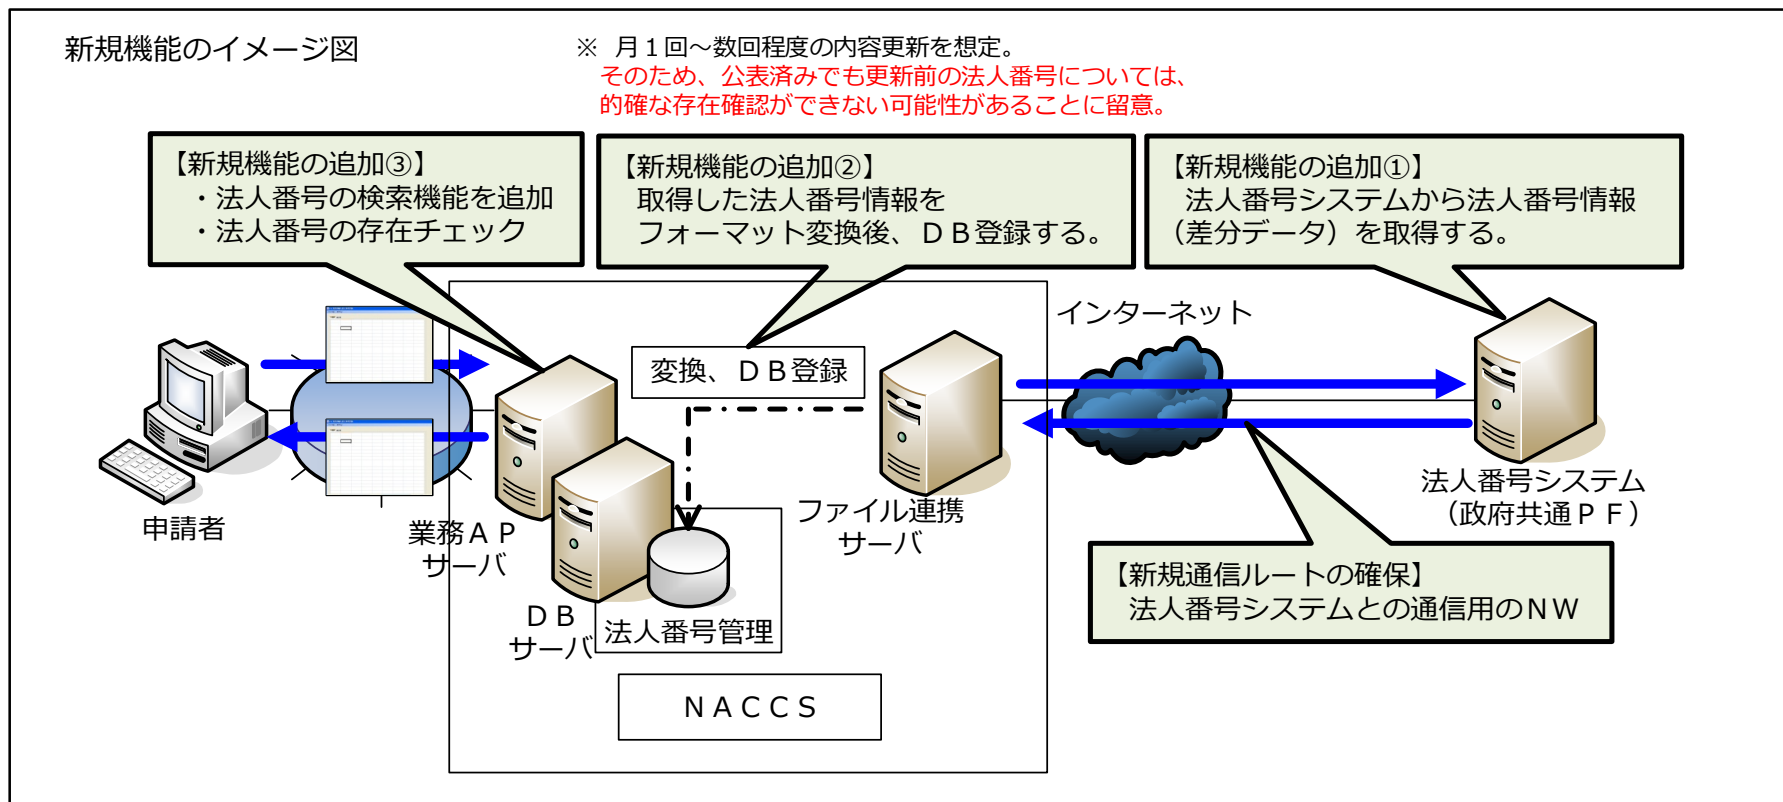 新規機能のイメージ図
※ 月１回～数回程度の内容更新を想定。
そのため、公表済みでも更新前の法人番号については、
的確な存在確認ができない可能性があることに留意。
【新規機能の追加③】
・法人番号の検索機能を追加
・法人番号の存在チェック
【新規機能の追加②】
取得した法人番号情報を
フォーマット変換後、ＤＢ登録する。
【新規機能の追加①】
法人番号システムから法人番号情報
（差分データ）を取得する。
インターネット
変換、ＤＢ登録
申請者
業務ＡＰ
サーバ
ＤＢ
サーバ
法人番号管理
ファイル連携
サーバ
法人番号システム
（政府共通ＰＦ）
【新規通信ルートの確保】
法人番号システムとの通信用のＮＷ
ＮＡＣＣＳ